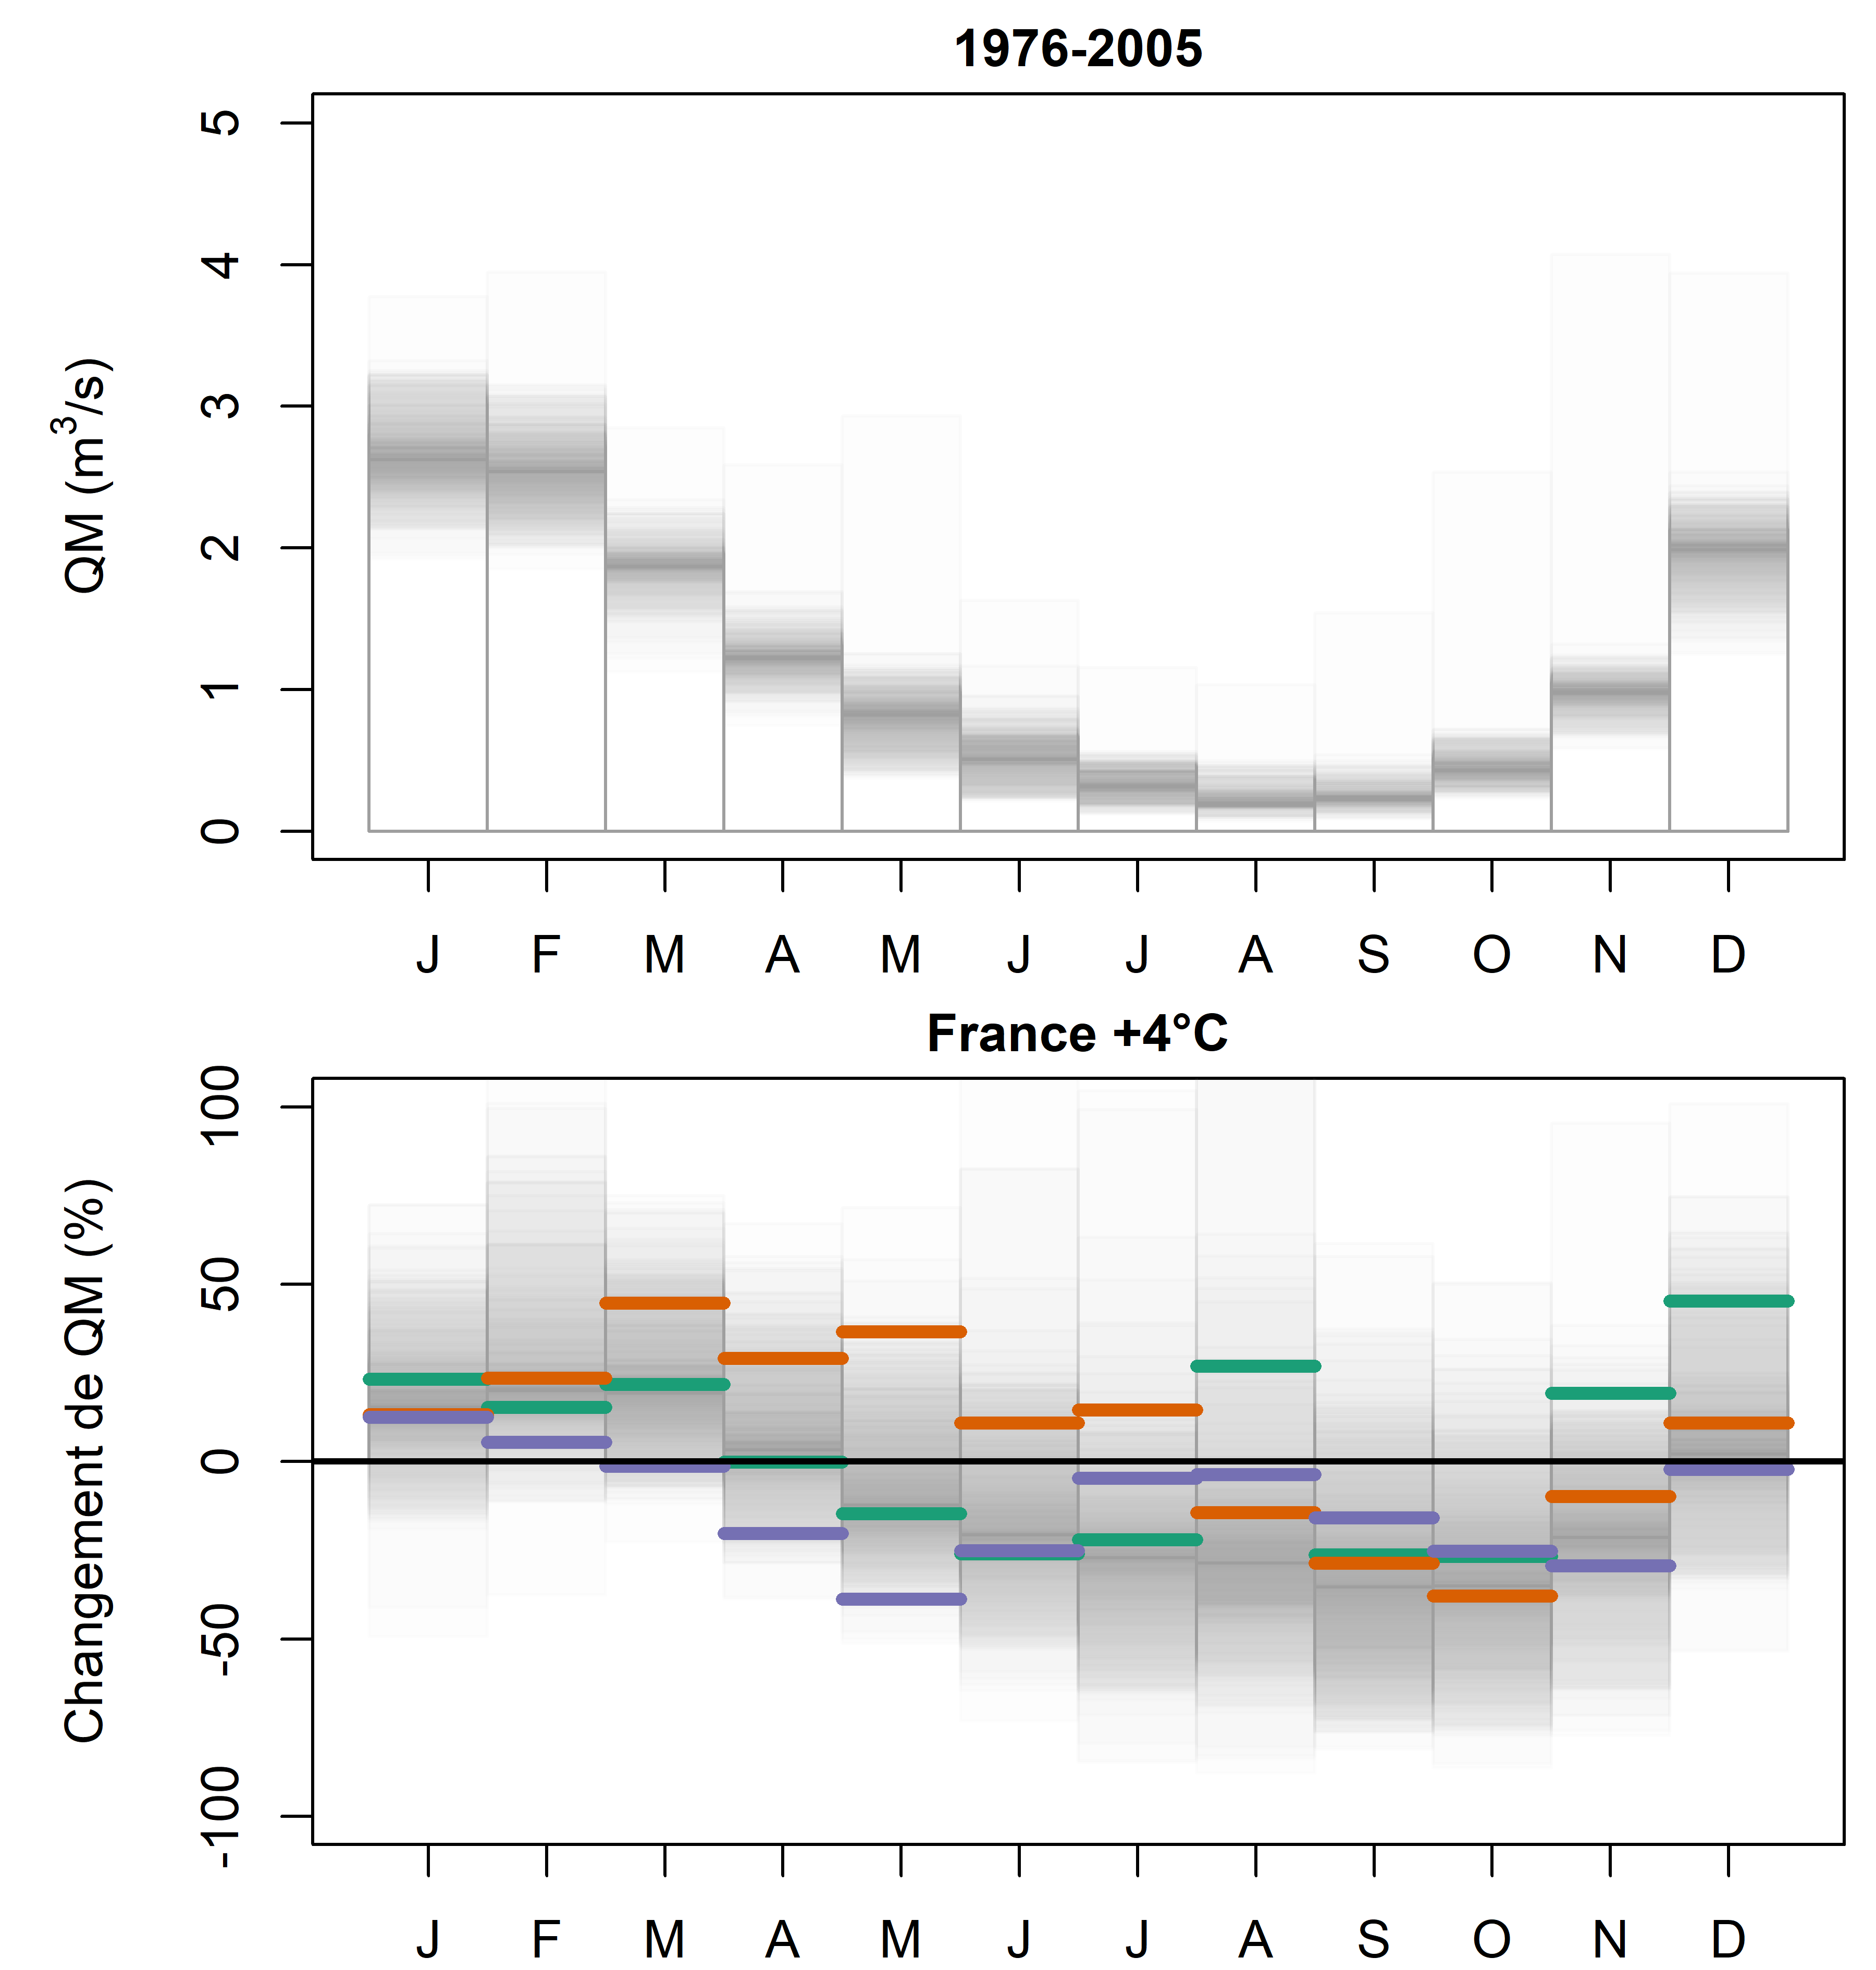 1976-2005
QM (m³/s)
5
4
3
2
1
0
J F M A M J J A S O N D
France +4°C
Changement de QM (%)
100
50
0
-50
-100
J F M A M J J A S O N D